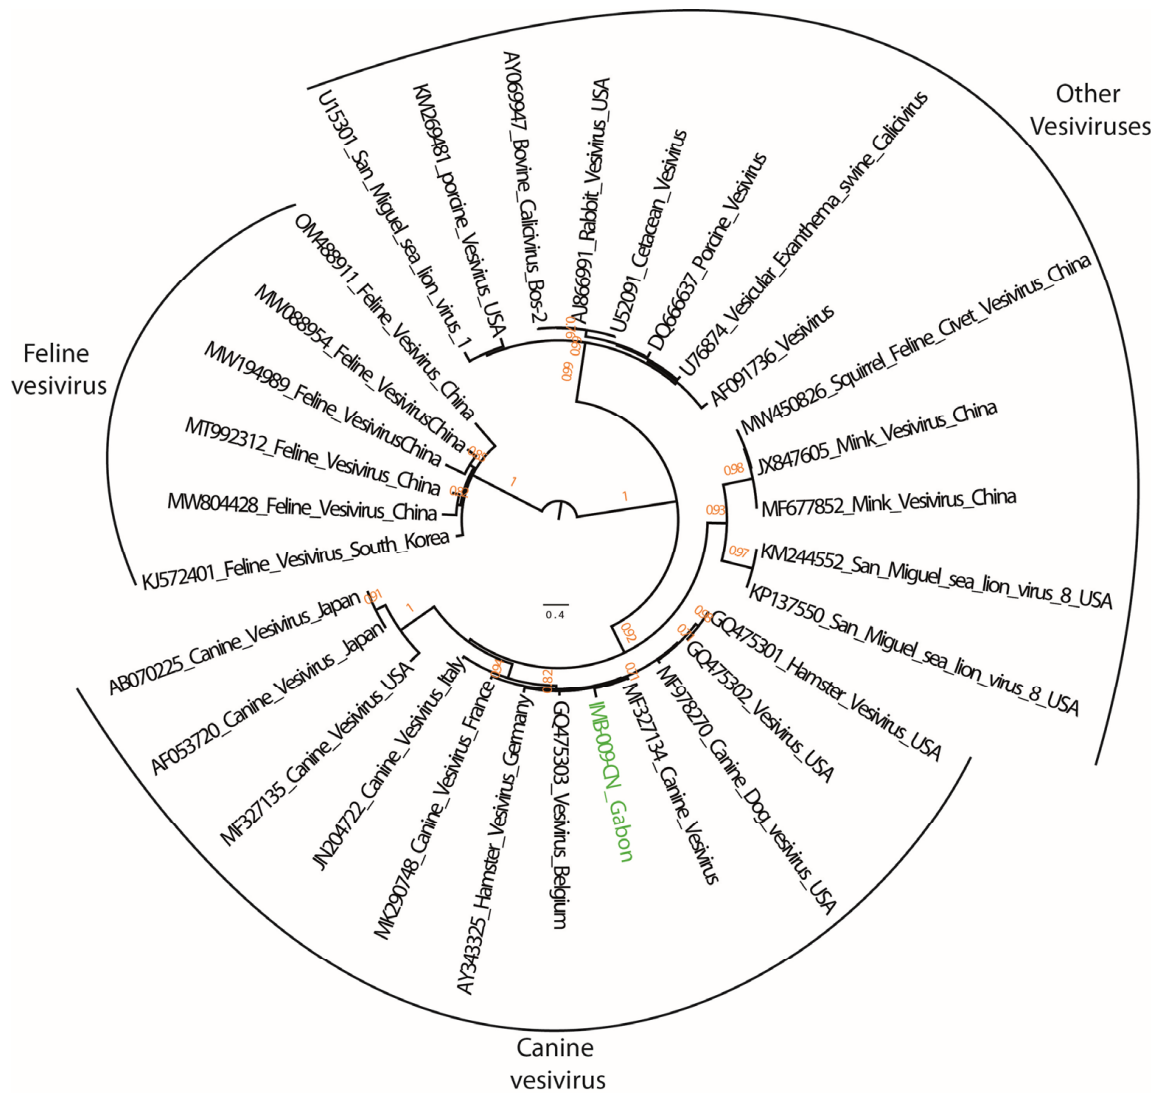 Other
Vesiviruses
U15301_San_Miguel_sea_lion_virus_1
KM269481_porcine_Vesivirus_USA
AY069947_Bovine_Calicivirus_Bos-2
AJ866991_Rabbit_Vesivirus_USA
U52091_Cetacean_Vesivirus
DQ666637_Porcine_Vesivirus
U76874_Vesicular_Exanthema_swine_Calicivirus
AF091736_Vesivirus
MW450826_Squirrel_Feline_Civet_Vesivirus_China
JX847605_Mink_Vesivirus_China
MF677852_Mink_Vesivirus_China
KM244552_San_Miguel_sea_lion_virus_8_USA
KP137550_San_Miguel_sea_lion_virus_8_USA
GQ475301_Hamster_Vesivirus_USA
GQ475302_Vesivirus_USA
MF978270_Canine_Dog_vesivirus_USA
MF327134_Canine_Vesivirus
IMB-009-CN_Gabon
GQ475303_Vesivirus_Belgium
AY343325_Hamster_Vesivirus_Germany
MK290748_Canine_Vesivirus_France
JN204722_Canine_Vesivirus_Italy
MF327135_Canine_Vesivirus_USA
AF053720_Canine_Vesivirus_Japan
AB070225_Canine_Vesivirus_Japan
KJ572401_Feline_Vesivirus_South_Korea
MW804428_Feline_Vesivirus_China
MT992312_Feline_Vesivirus_China
MW194989_Feline_VesivirusChina
MW088954_Feline_VesivirusChina
OM488911_Feline_Vesivirus_China
Feline
vesivirus
Canine
vesivirus
0.99
1
1
0.98
0.93
0.97
0.92
0.82
0.91
1
0.4